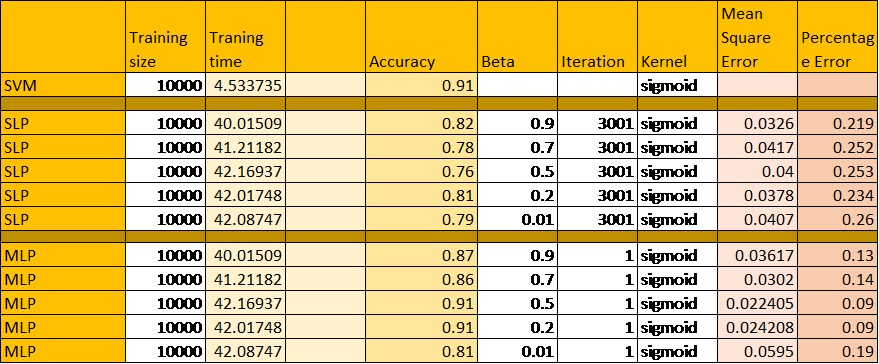 Training size Traning time Accuracy Beta Iteration Kernel Mean Square Error Percentag e Error
SVM 10000 4.533735 0.91 sigmoid
SLP 10000 40.01509 0.82 0.9 3001 sigmoid 0.0326 0.219
SLP 10000 41.21182 0.78 0.7 3001 sigmoid 0.0417 0.252
SLP 10000 42.16937 0.76 0.5 3001 sigmoid 0.04 0.253
SLP 10000 42.01748 0.81 0.2 3001 sigmoid 0.0378 0.234
SLP 10000 42.08747 0.79 0.01 3001 sigmoid 0.0407 0.26
MLP 10000 40.01509 0.87 0.9 1 sigmoid 0.03617 0.13
MLP 10000 41.21182 0.86 0.7 1 sigmoid 0.0302 0.14
MLP 10000 42.16937 0.91 0.5 1 sigmoid 0.022405 0.09
MLP 10000 42.01748 0.91 0.2 1 sigmoid 0.024208 0.09
MLP 10000 42.08747 0.81 0.01 1 sigmoid 0.0595 0.19